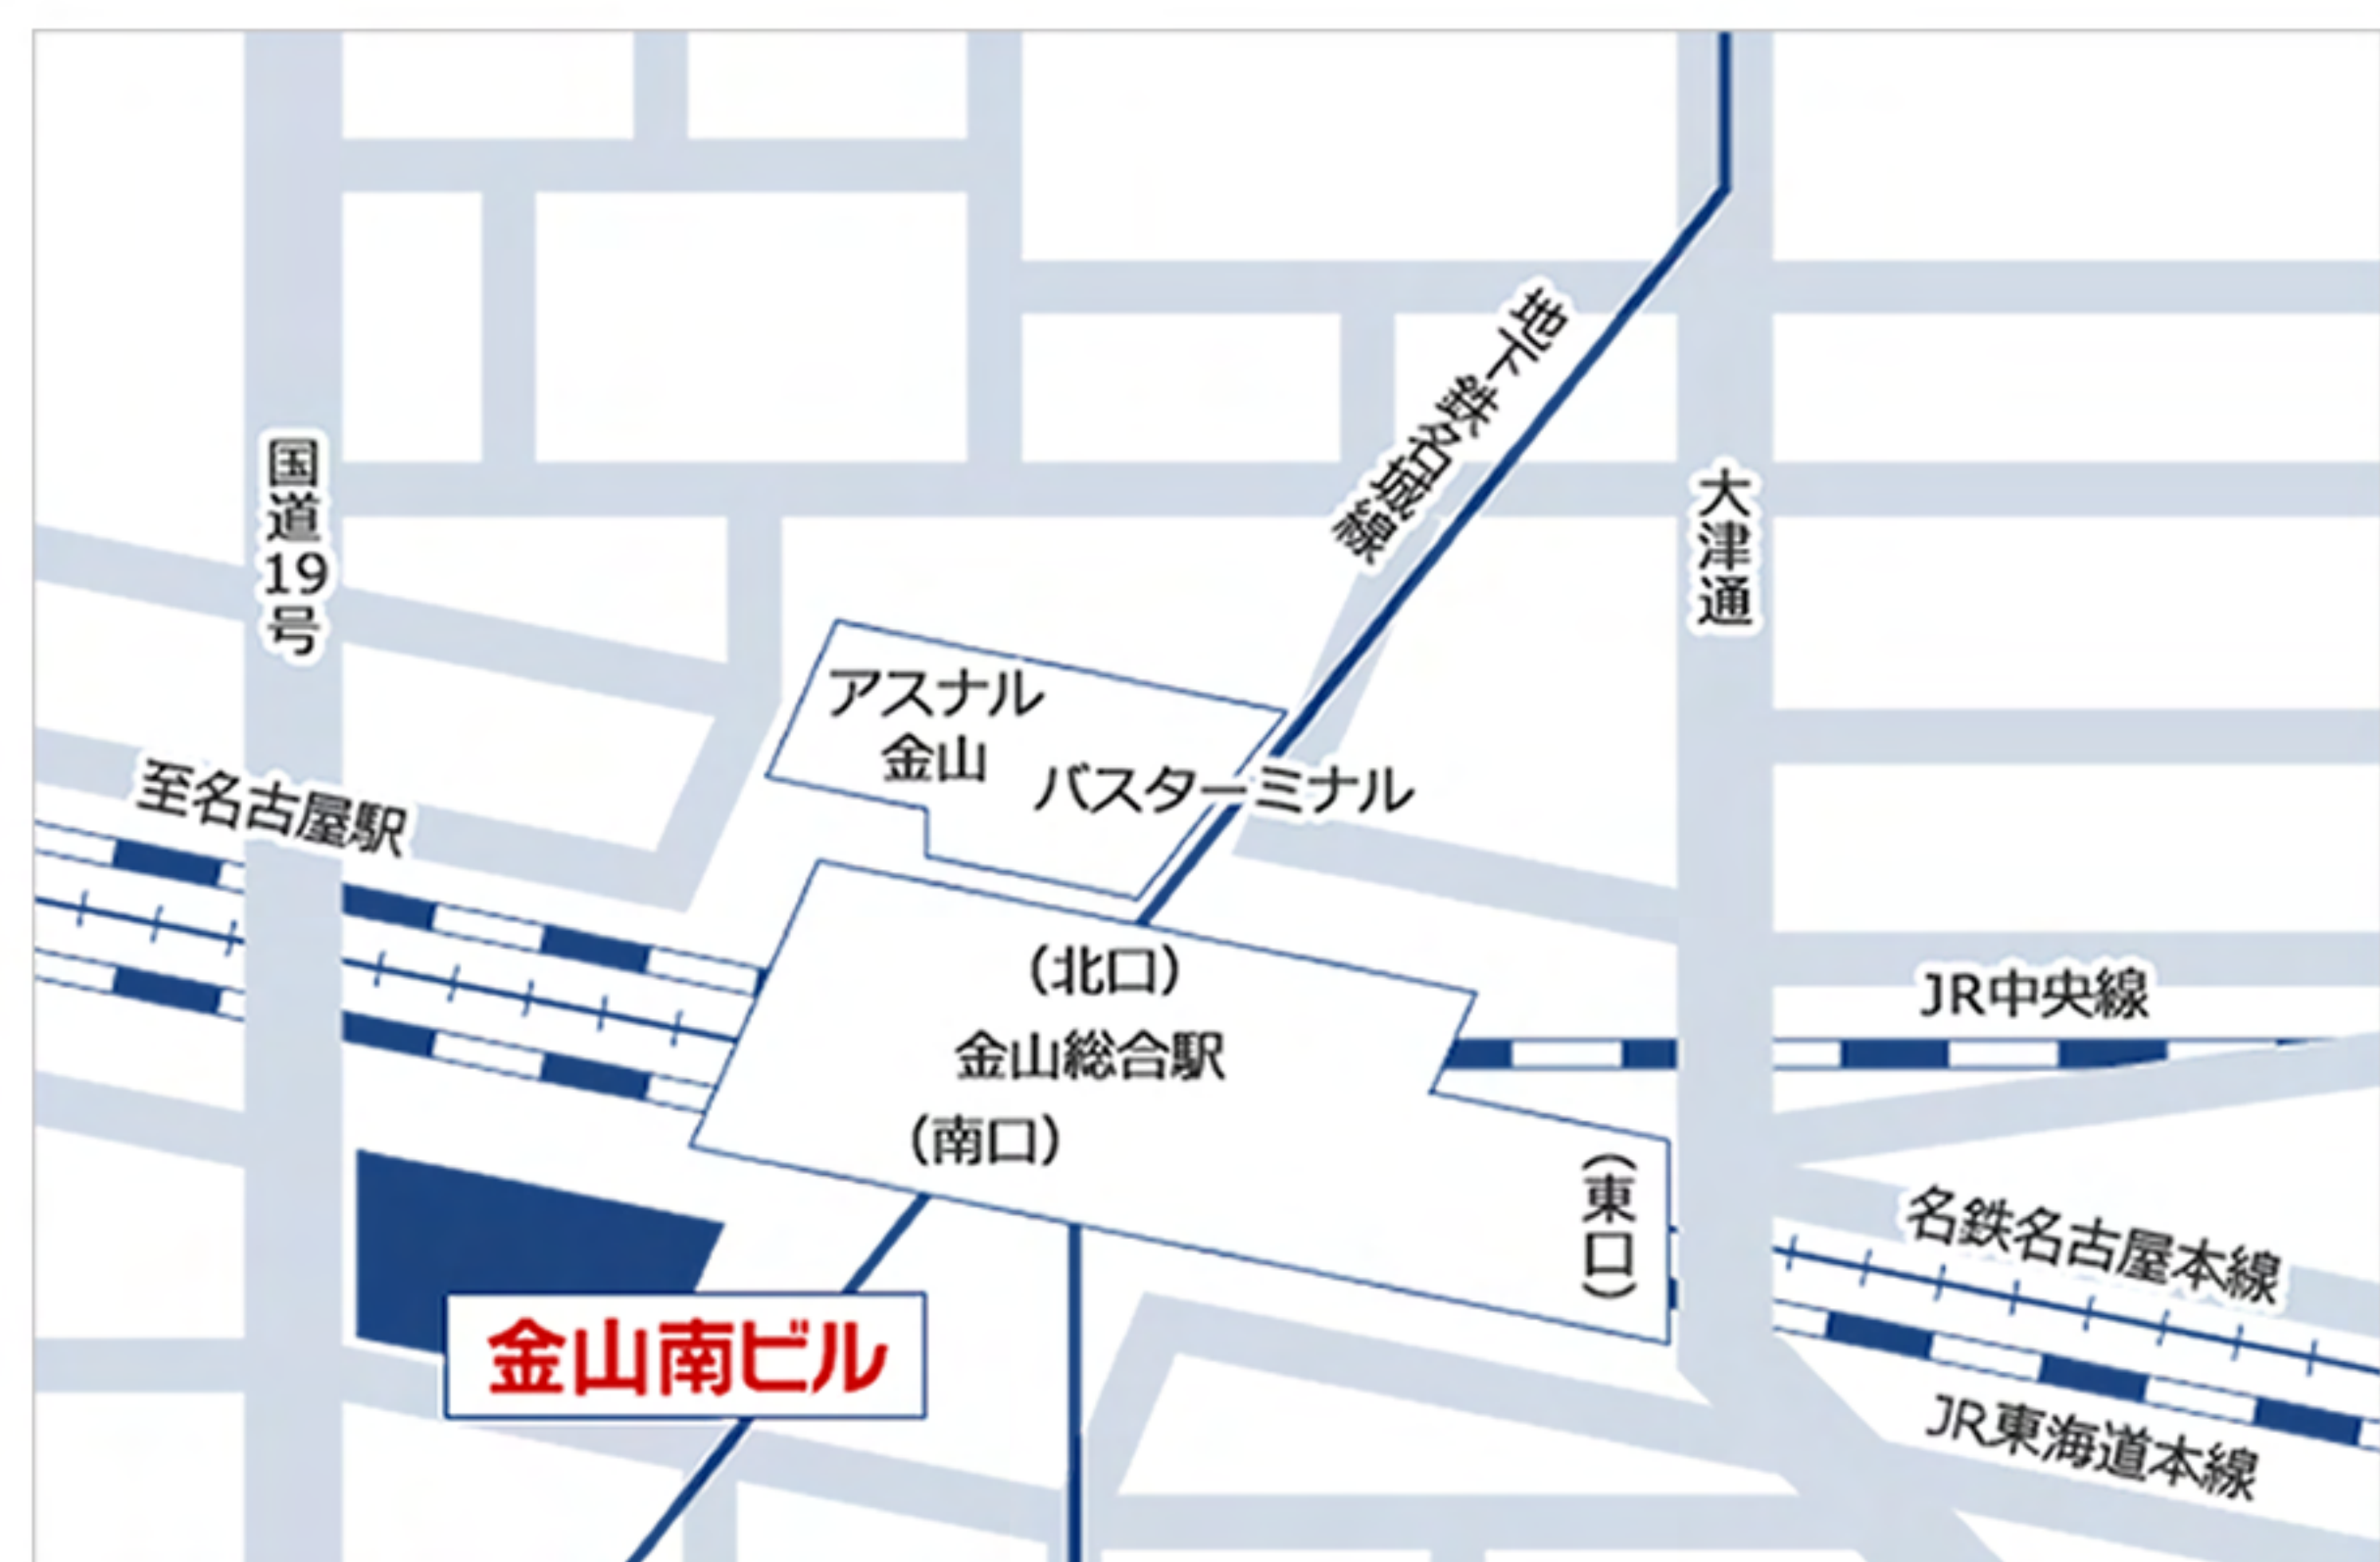 地下鉄名城線
国道19号
大津通
アスナル
金山
バスターミナル
至名古屋駅
（北口）
JR中央線
金山総合駅
（南口）
（東口）
名鉄名古屋本線
金山南ビル
JR東海道本線